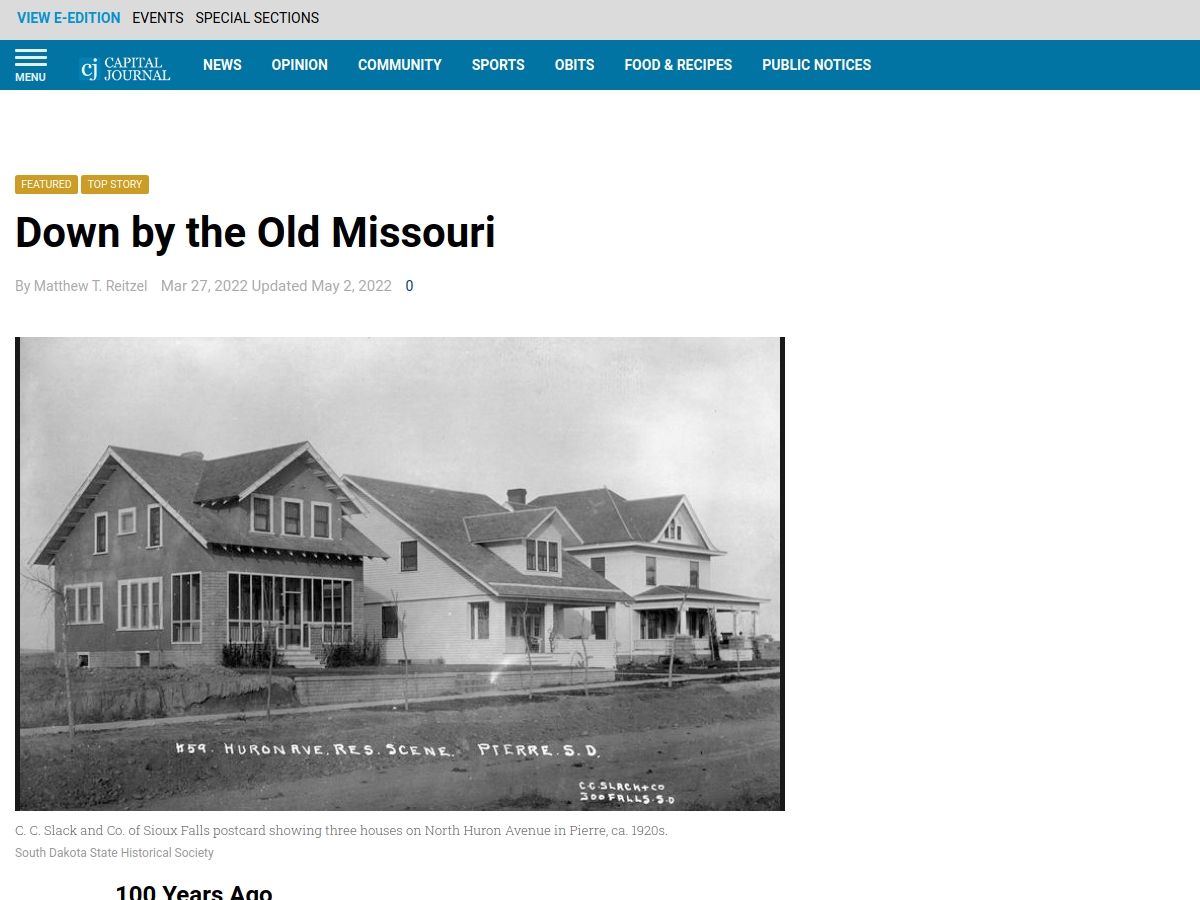 VIEW E-EDITION EVENTS SPECIAL SECTIONS
MENU
cj CAPITAL JOURNAL
NEWS OPINION COMMUNITY SPORTS OBITS FOOD & RECIPES PUBLIC NOTICES
FEATURED TOP STORY
Down by the Old Missouri
By Matthew T. Reitzel Mar 27, 2022 Updated May 2, 2022 0
#59. HURON AVE. RES. SCENE. PIERRE. S. D.
C.C. SLACK + CO
SOO FALLS. S.D
C. C. Slack and Co. of Sioux Falls postcard showing three houses on North Huron Avenue in Pierre, ca. 1920s.
South Dakota State Historical Society
100 Years Ago